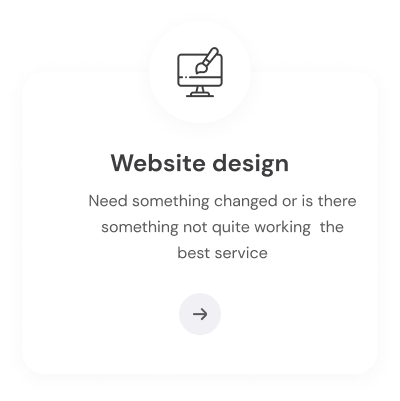 Website design
Need something changed or is there
something not quite working  the
best service